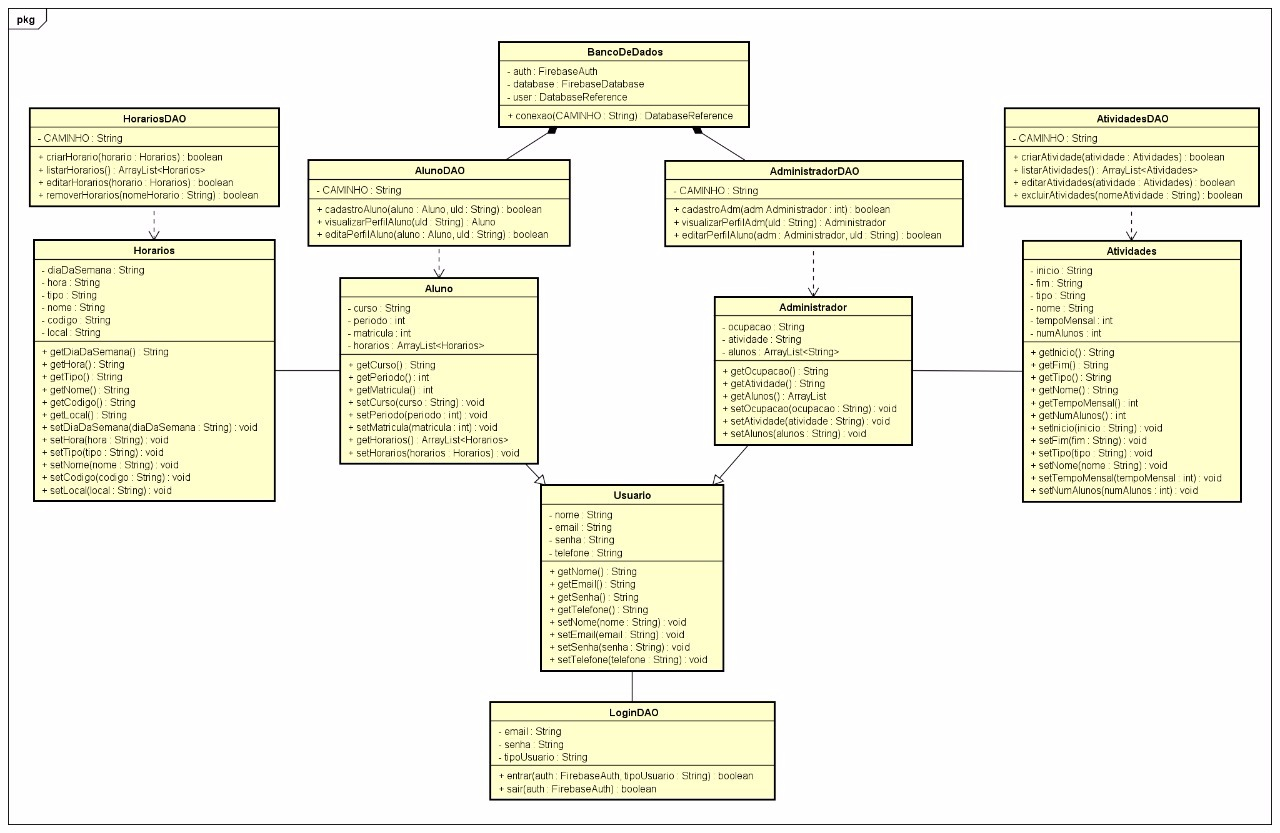 pkg
BancoDeDados
- auth : FirebaseAuth
- database : FirebaseDatabase
- user : DatabaseReference
+ conexao(CAMINHO : String) : DatabaseReference
HorariosDAO
- CAMINHO : String
+ criarHorario(horario : Horarios) : boolean
+ listarHorarios() : ArrayList<Horarios>
+ editarHorarios(horario : Horarios) : boolean
+ removerHorarios(nomeHorario : String) : boolean
AlunoDAO
- CAMINHO : String
+ cadastroAluno(aluno : Aluno, uId : String) : boolean
+ visualizarPerfilAluno(uId : String) : Aluno
+ editaPerfilAluno(aluno : Aluno, uId : String) : boolean
AdministradorDAO
- CAMINHO : String
+ cadastroAdm(adm Administrador : int) : boolean
+ visualizarPerfilAdm(uId : String) : Administrador
+ editarPerfilAluno(adm : Administrador, uId : String) : boolean
AtividadesDAO
- CAMINHO : String
+ criarAtividade(atividade : Atividades) : boolean
+ listarAtividades() : ArrayList<Atividades>
+ editarAtividades(atividade : Atividades) : boolean
+ excluirAtividades(nomeAtividade : String) : boolean
Horarios
- diaDaSemana : String
- hora : String
- tipo : String
- nome : String
- codigo : String
- local : String
+ getDiaDaSemana() : String
+ getHora() : String
+ getTipo() : String
+ getNome() : String
+ getCodigo() : String
+ getLocal() : String
+ setDiaDaSemana(diaDaSemana : String) : void
+ setHora(hora : String) : void
+ setTipo(tipo : String) : void
+ setNome(nome : String) : void
+ setCodigo(codigo : String) : void
+ setLocal(local : String) : void
Aluno
- curso : String
- periodo : int
- matricula : int
- horarios : ArrayList<Horarios>
+ getCurso() : String
+ getPeriodo() : int
+ getMatricula() : int
+ setCurso(curso : String) : void
+ setPeriodo(periodo : int) : void
+ setMatricula(matricula : int) : void
+ getHorarios() : ArrayList<Horarios>
+ setHorarios(horarios : Horarios) : void
Administrador
- ocupacao : String
- atividade : String
- alunos : ArrayList<String>
+ getOcupacao() : String
+ getAtividade() : String
+ getAlunos() : ArrayList
+ setOcupacao(ocupacao : String) : void
+ setAtividade(atividade : String) : void
+ setAlunos(alunos : String) : void
Atividades
- inicio : String
- fim : String
- tipo : String
- nome : String
- tempoMensal : int
- numAlunos : int
+ getInicio() : String
+ getFim() : String
+ getTipo() : String
+ getNome() : String
+ getTempoMensal() : int
+ getNumAlunos() : int
+ setInicio(inicio : String) : void
+ setFim(fim : String) : void
+ setTipo(tipo : String) : void
+ setNome(nome : String) : void
+ setTempoMensal(tempoMensal : int) : void
+ setNumAlunos(numAlunos : int) : void
Usuario
- nome : String
- email : String
- senha : String
- telefone : String
+ getNome() : String
+ getEmail() : String
+ getSenha() : String
+ getTelefone() : String
+ setNome(nome : String) : void
+ setEmail(email : String) : void
+ setSenha(senha : String) : void
+ setTelefone(telefone : String) : void
LoginDAO
- email : String
- senha : String
- tipoUsuario : String
+ entrar(auth : FirebaseAuth, tipoUsuario : String) : boolean
+ sair(auth : FirebaseAuth) : boolean